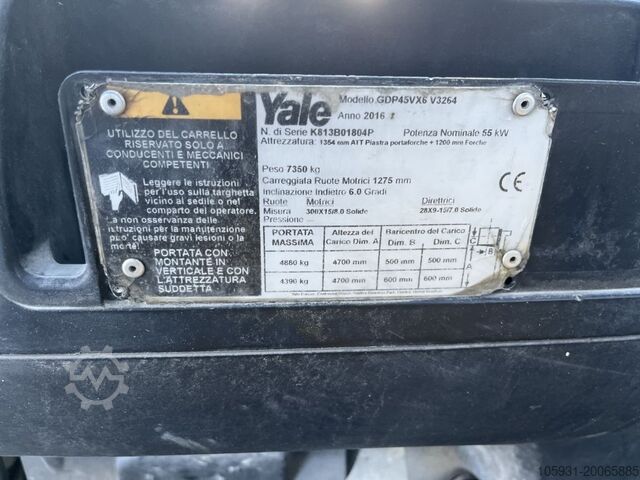 UTILIZZO DEL CARRELLO
RISERVATO SOLO A
CONDUCENTI E MECCANICI
COMPETENTI.
Leggere le istruzioni
per l'uso sulla targhetta
vicino al sedile o nel
comparto per operatore.
La non osservanza delle
istruzioni per la manutenzione
puo' causare gravi lesioni o la
morte!
PORTATA CON
MONTANTE IN
VERTICALE E CON
L'ATTREZZATURA
SUDDETTA
Yale
Modello GDP45VX6 V3264
Anno 2016
N. di Serie K813B01804P Potenza Nominale 55 kW
Attrezzatura: 1354 mm ATT Piastra portaforche + 1200 mm Forche
Peso 7350 kg
Carreggiata Ruote Motrici 1275 mm
Inclinazione Indietro 6.0 Gradi
Ruote Motrici Direttrici
Misura 300X15/8.0 Solide 28X9-15/7.0 Solide
Pressione
CE
PORTATA MASSIMA Altezza del Carico Dim. A Baricentro del Carico Dim. B Dim. C
4880 kg 4700 mm 500 mm 500 mm
4390 kg 4700 mm 600 mm 600 mm
C
B
A
105931-20065885